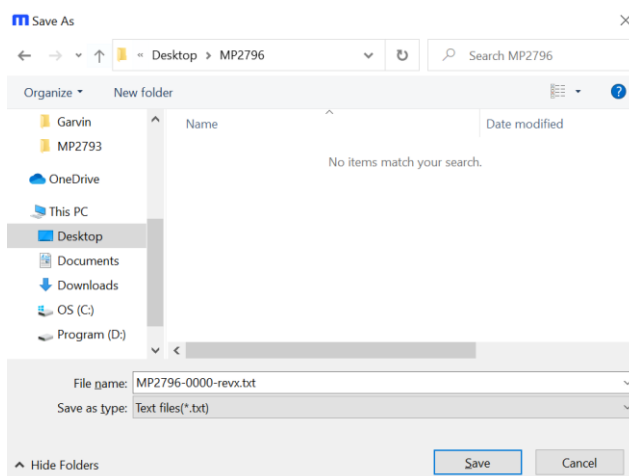 Save As
« Desktop > MP2796
Search MP2796
Organize
New folder
Name
Date modified
No items match your search.
Garvin
MP2793
OneDrive
This PC
Desktop
Documents
Downloads
OS (C:)
Program (D:)
File name: MP2796-0000-revx.txt
Save as type: Text files(*.txt)
Hide Folders
Save
Cancel